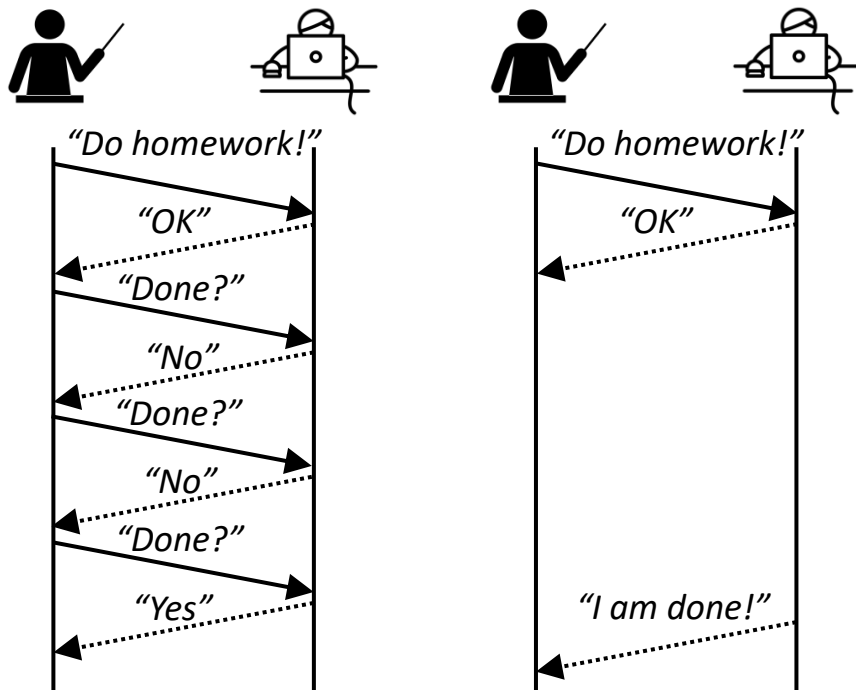 “Do homework!”
“OK”
“Done?”
“No”
“Done?”
“No”
“Done?”
“Yes”
“Do homework!”
“OK”
“I am done!”